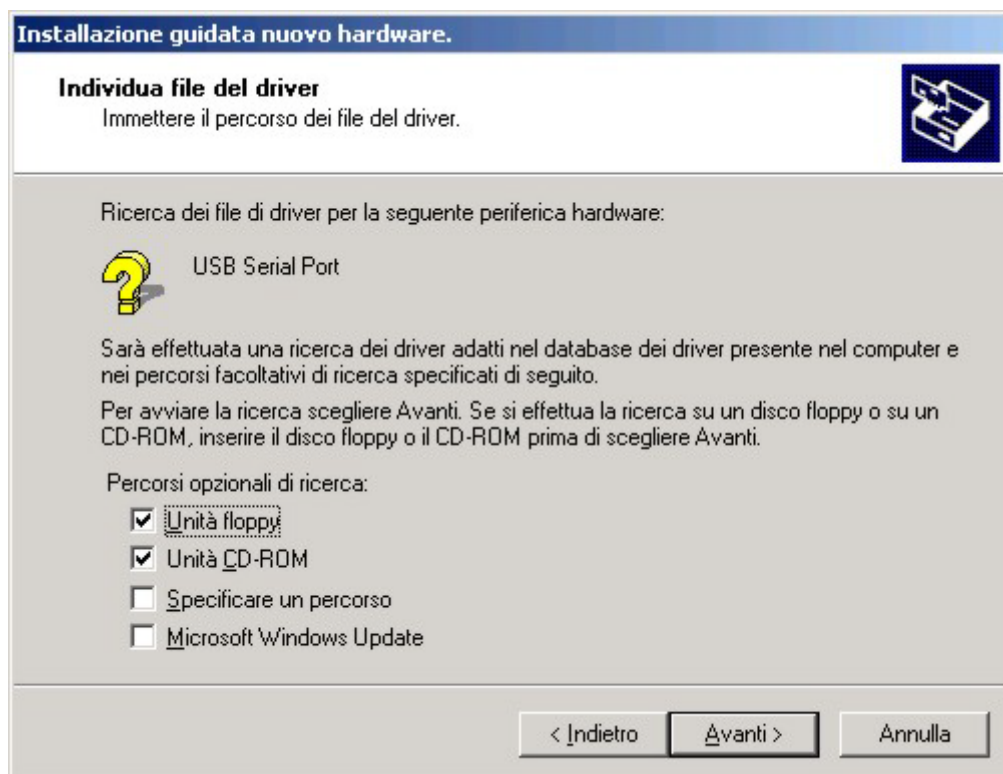 Installazione guidata nuovo hardware.
Individua file del driver
Immettere il percorso dei file del driver.
Ricerca dei file di driver per la seguente periferica hardware:
USB Serial Port
Sarà effettuata una ricerca dei driver adatti nel database dei driver presente nel computer e
nei percorsi facoltativi di ricerca specificati di seguito.
Per avviare la ricerca scegliere Avanti. Se si effettua la ricerca su un disco floppy o su un
CD-ROM, inserire il disco floppy o il CD-ROM prima di scegliere Avanti.
Percorsi opzionali di ricerca:
Unità floppy
Unità CD-ROM
Specificare un percorso
Microsoft Windows Update
< Indietro
Avanti >
Annulla